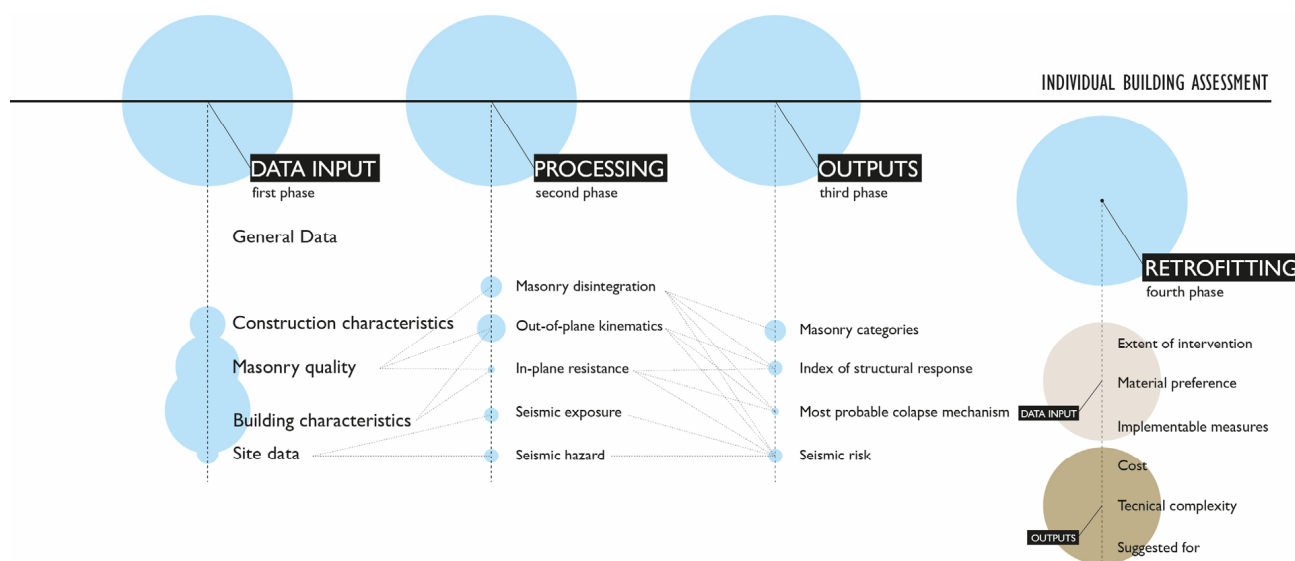 INDIVIDUAL BUILDING ASSESSMENT
DATA INPUT
first phase
General Data
Construction characteristics
Masonry quality
Building characteristics
Site data
PROCESSING
second phase
Masonry disintegration
Out-of-plane kinematics
In-plane resistance
Seismic exposure
Seismic hazard
OUTPUTS
third phase
Masonry categories
Index of structural response
Most probable colapse mechanism
Seismic risk
RETROFITTING
fourth phase
Extent of intervention
Material preference
DATA INPUT
Implementable measures
Cost
Tecnical complexity
OUTPUTS
Suggested for